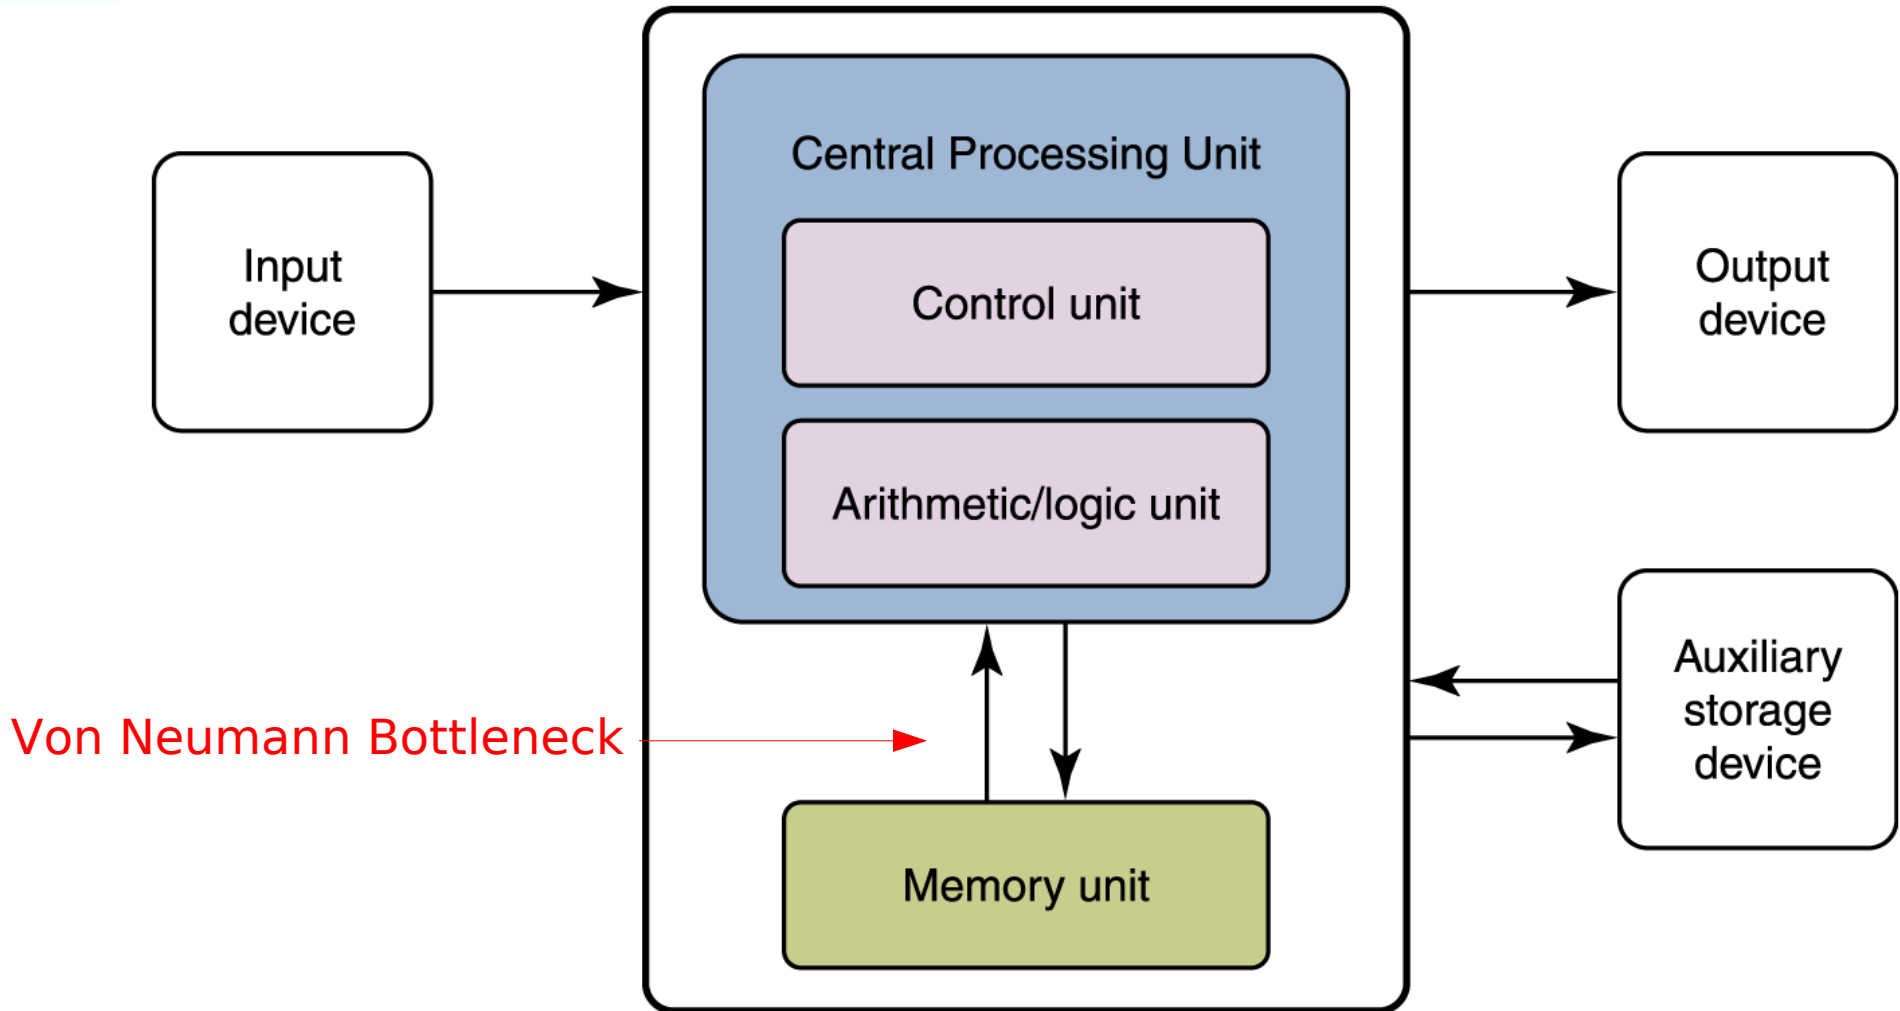 Central Processing Unit
Input
device
Control unit
Output
device
Arithmetic/logic unit
Von Neumann Bottleneck
Auxiliary
storage
device
Memory unit